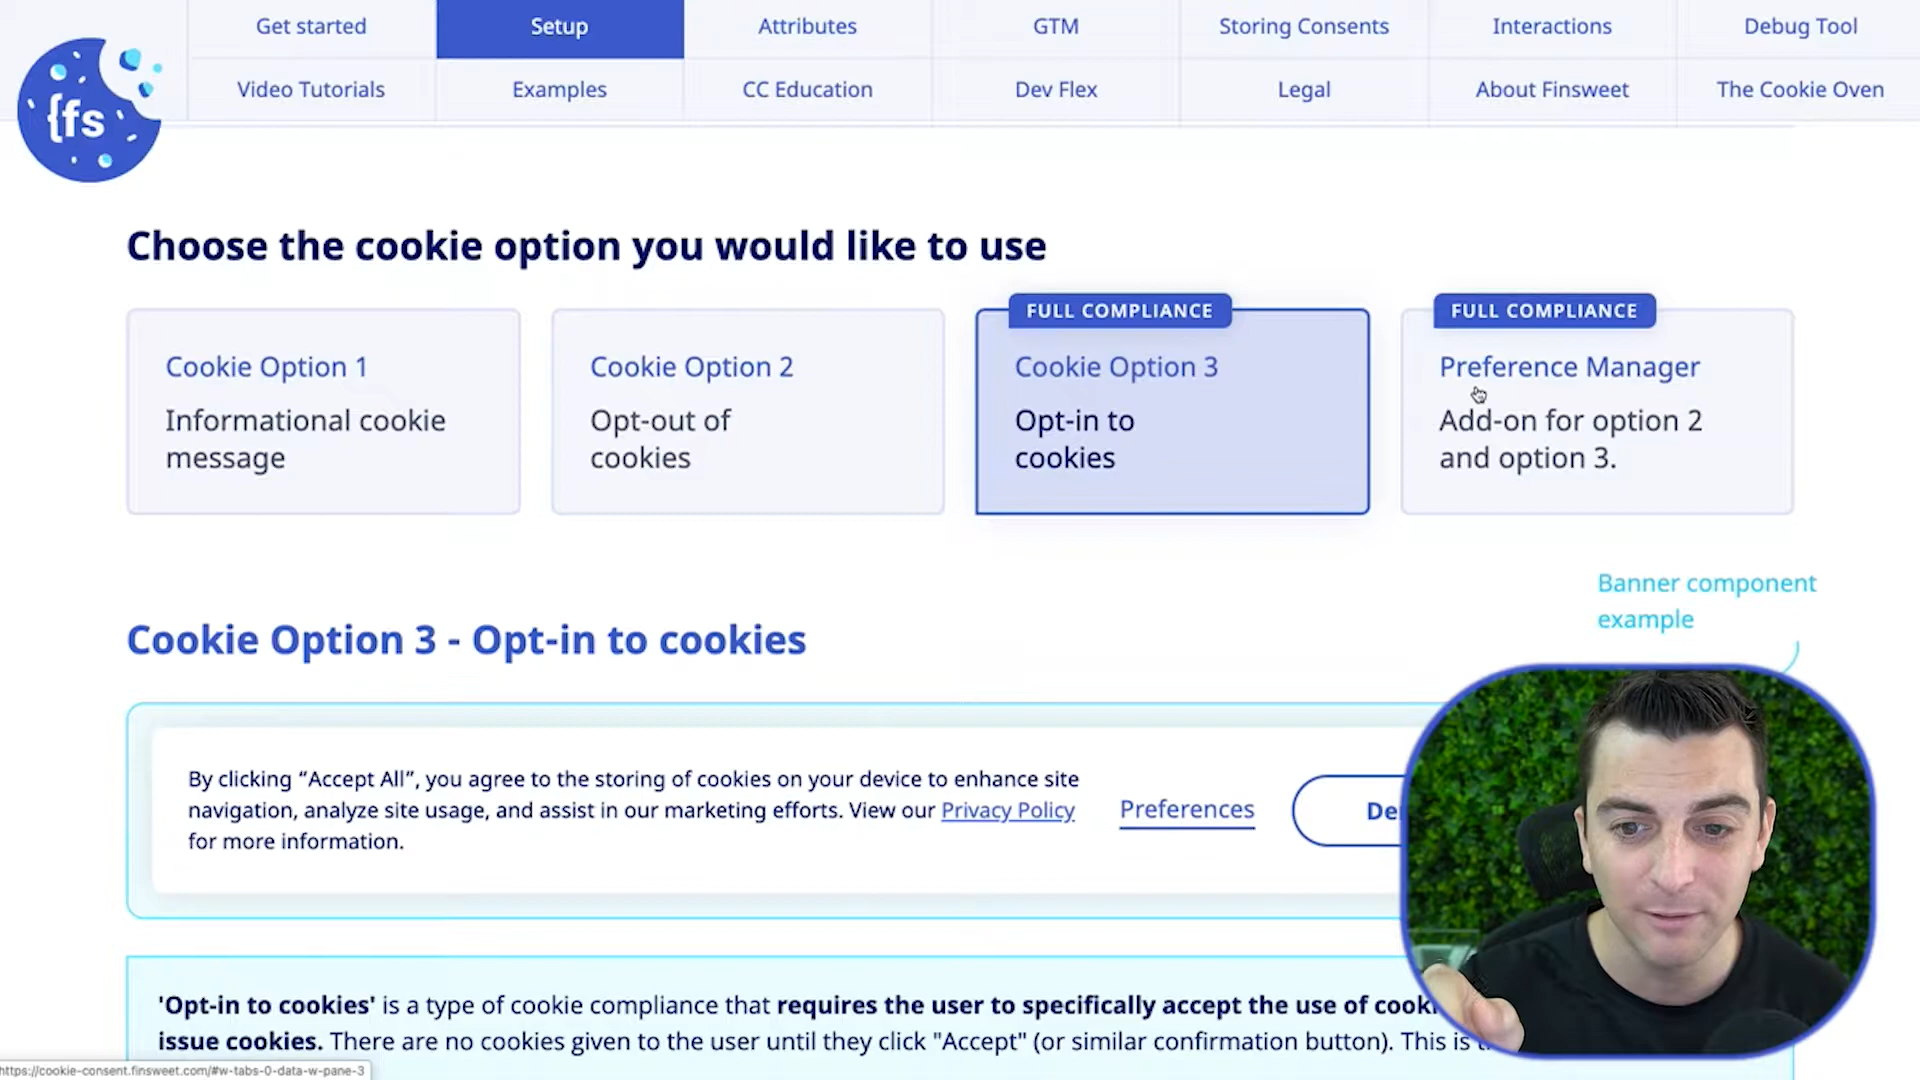 Get started
Setup
Attributes
GTM
Storing Consents
Interactions
Debug Tool
Video Tutorials
Examples
CC Education
Dev Flex
Legal
About Finsweet
The Cookie Oven
{fs
Choose the cookie option you would like to use
Cookie Option 1
Informational cookie
message
Cookie Option 2
Opt-out of
cookies
FULL COMPLIANCE
Cookie Option 3
Opt-in to
cookies
FULL COMPLIANCE
Preference Manager
Add-on for option 2
and option 3.
Banner component
example
Cookie Option 3 - Opt-in to cookies
By clicking “Accept All”, you agree to the storing of cookies on your device to enhance site
navigation, analyze site usage, and assist in our marketing efforts. View our Privacy Policy
for more information.
Preferences
'Opt-in to cookies' is a type of cookie compliance that requires the user to specifically accept the use of
issue cookies. There are no cookies given to the user until they click "Accept" (or similar confirmation button). This is
https://cookie-consent.finsweet.com/#w-tabs-0-data-w-pane-3